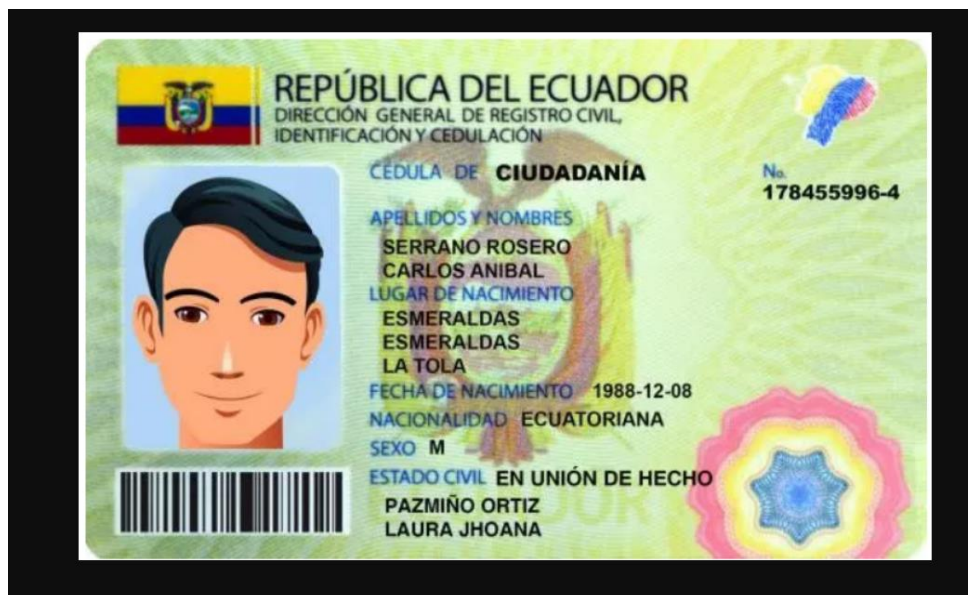 REPÚBLICA DEL ECUADOR
DIRECCIÓN GENERAL DE REGISTRO CIVIL,
IDENTIFICACIÓN Y CEDULACIÓN
CÉDULA DE CIUDADANÍA
No.
178455996-4
APELLIDOS Y NOMBRES
SERRANO ROSERO
CARLOS ANIBAL
LUGAR DE NACIMIENTO
ESMERALDAS
ESMERALDAS
LA TOLA
FECHA DE NACIMIENTO 1988-12-08
NACIONALIDAD ECUATORIANA
SEXO M
ESTADO CIVIL EN UNIÓN DE HECHO
PAZMIÑO ORTIZ
LAURA JHOANA